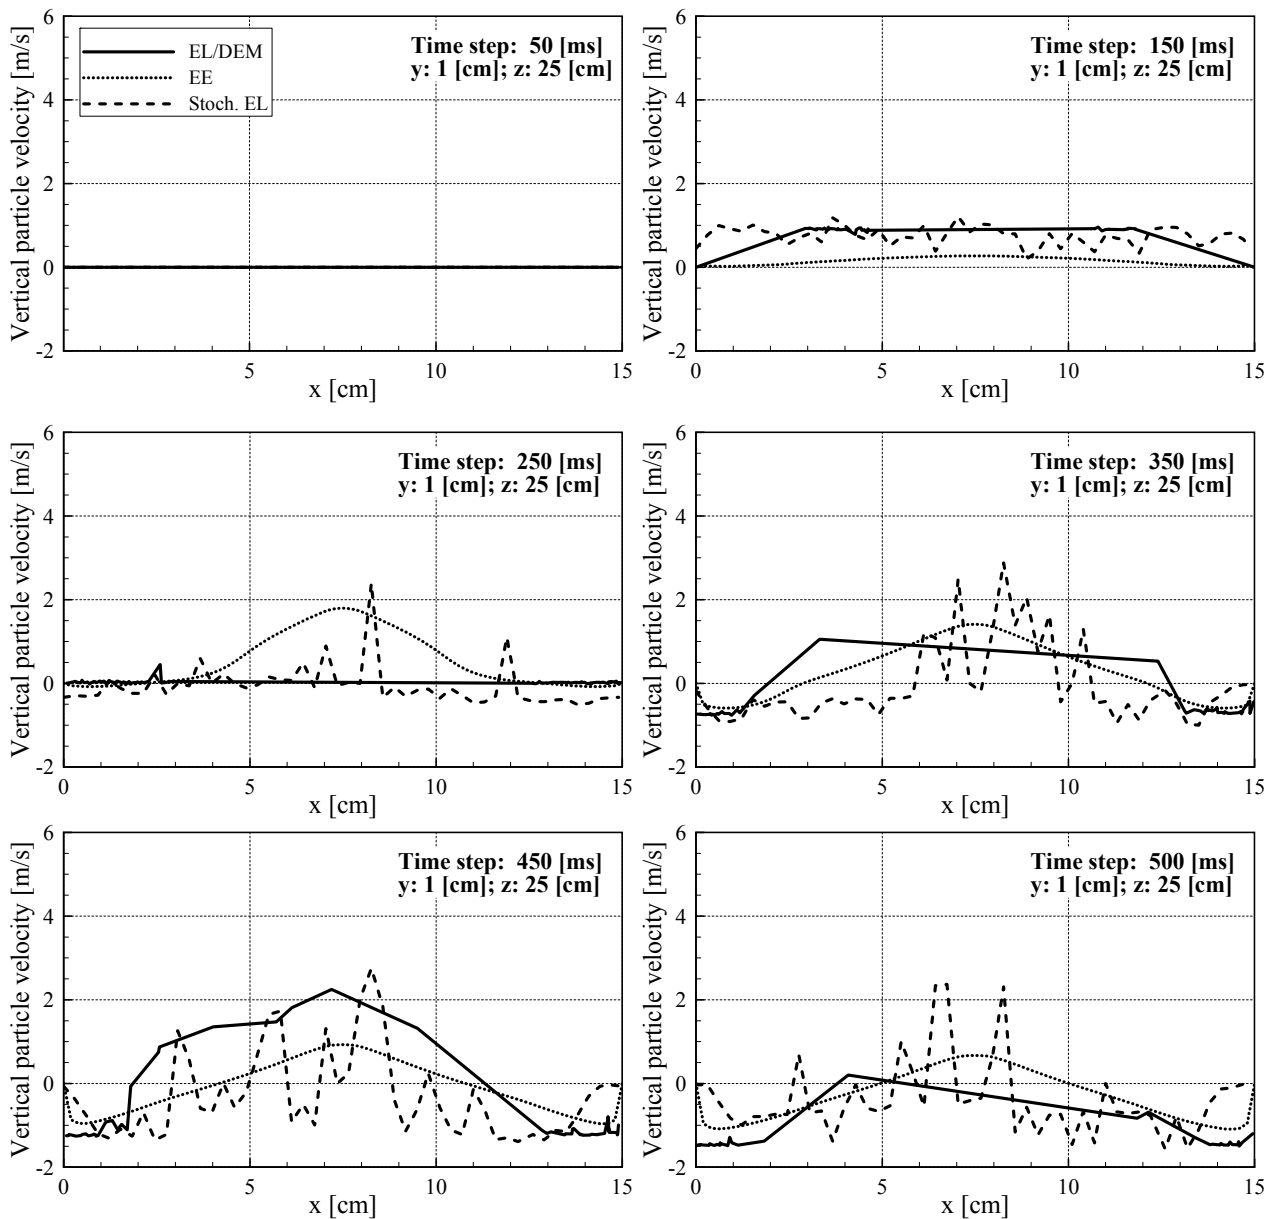 Vertical particle velocity [m/s]
6
4
2
0
-2
EL/DEM
EE
Stoch. EL
Time step: 50 [ms]
y: 1 [cm]; z: 25 [cm]
0
5
10
15
x [cm]
Vertical particle velocity [m/s]
6
4
2
0
-2
Time step: 150 [ms]
y: 1 [cm]; z: 25 [cm]
0
5
10
15
x [cm]
Vertical particle velocity [m/s]
6
4
2
0
-2
Time step: 250 [ms]
y: 1 [cm]; z: 25 [cm]
0
5
10
15
x [cm]
Vertical particle velocity [m/s]
6
4
2
0
-2
Time step: 350 [ms]
y: 1 [cm]; z: 25 [cm]
0
5
10
15
x [cm]
Vertical particle velocity [m/s]
6
4
2
0
-2
Time step: 450 [ms]
y: 1 [cm]; z: 25 [cm]
0
5
10
15
x [cm]
Vertical particle velocity [m/s]
6
4
2
0
-2
Time step: 500 [ms]
y: 1 [cm]; z: 25 [cm]
0
5
10
15
x [cm]